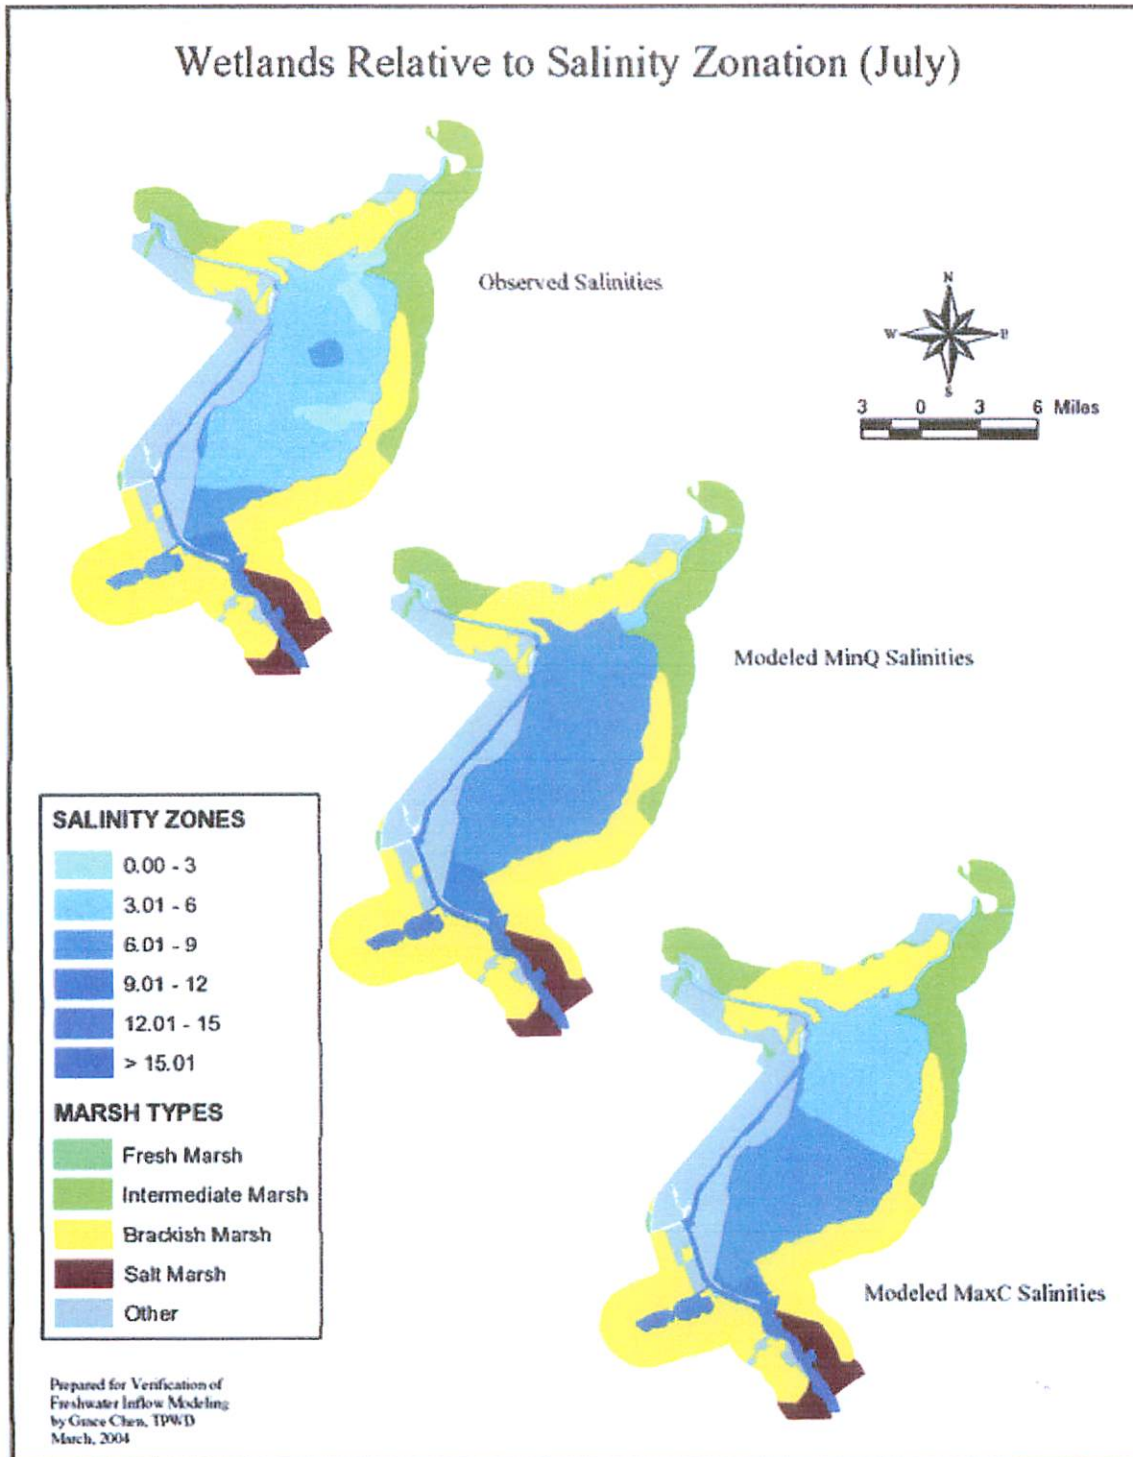 Wetlands Relative to Salinity Zonation (July)
Observed Salinities
N
W
E
S
3 0 3 6 Miles
Modeled MinQ Salinities
SALINITY ZONES
0.00 - 3
3.01 - 6
6.01 - 9
9.01 - 12
12.01 - 15
> 15.01
MARSH TYPES
Fresh Marsh
Intermediate Marsh
Brackish Marsh
Salt Marsh
Other
Modeled MaxC Salinities
Prepared for Verification of
Freshwater Inflow Modeling
by Grace Chen, TPWD
March, 2004